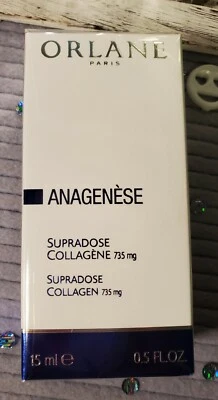 ORLANE
PARIS
ANAGENÈSE
SUPRADOSE
COLLAGÈNE 735 mg
SUPRADOSE
COLLAGEN 735 mg
15 ml ℮ 0.5 FL.OZ.